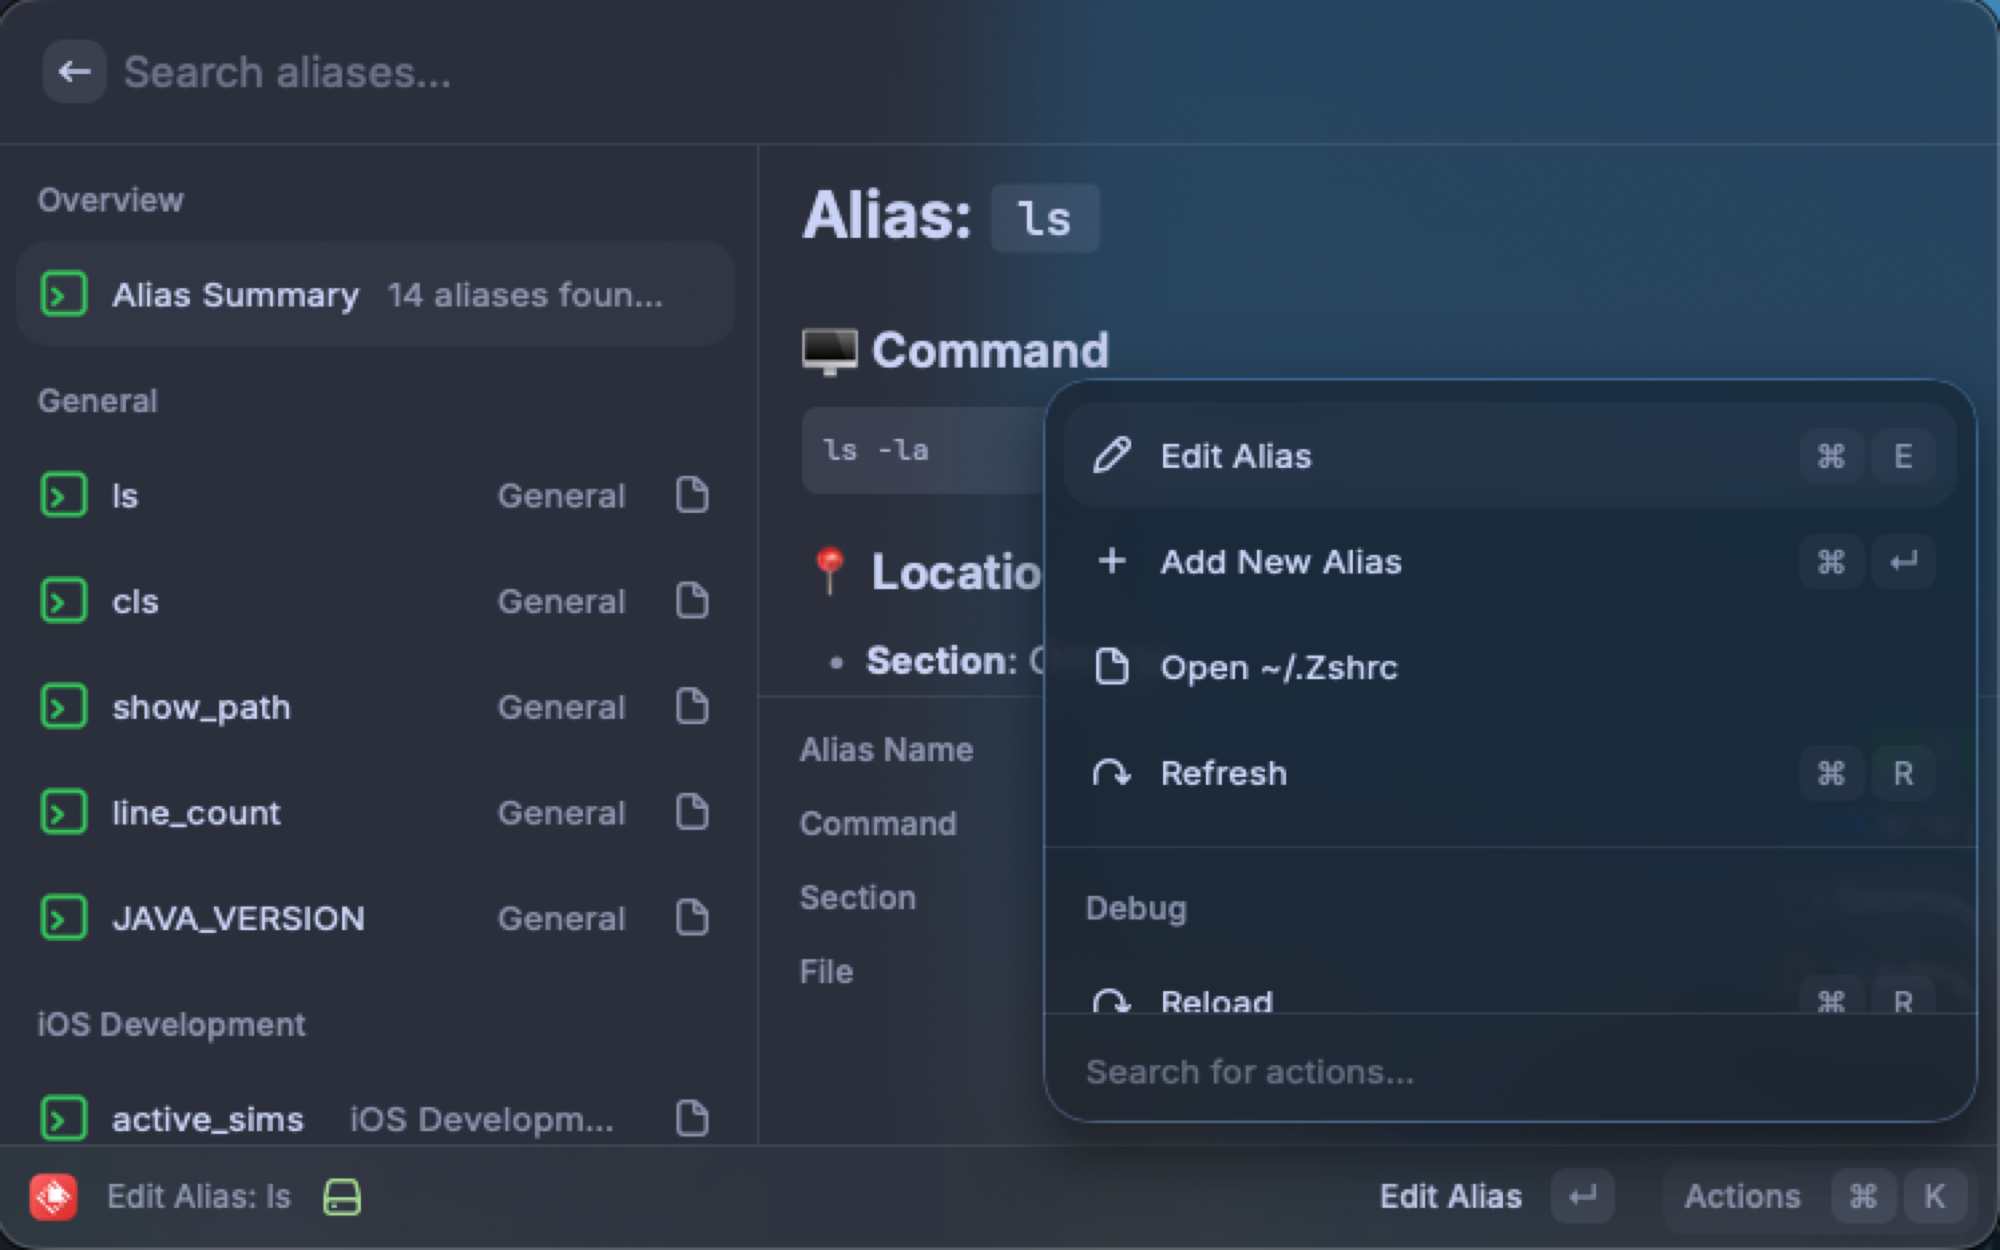 Search aliases...
Overview
Alias Summary 14 aliases foun...
General
ls General
cls General
show_path General
line_count General
JAVA_VERSION General
iOS Development
active_sims iOS Developm...
Alias: ls
Command
ls -la
Locatio
Section:
Alias Name
Command
Section
File
Edit Alias ⌘ E
Add New Alias ⌘ ↵
Open ~/.Zshrc
Refresh ⌘ R
Debug
Reload ⌘ R
Search for actions...
Edit Alias: ls
Edit Alias ↵ Actions ⌘ K